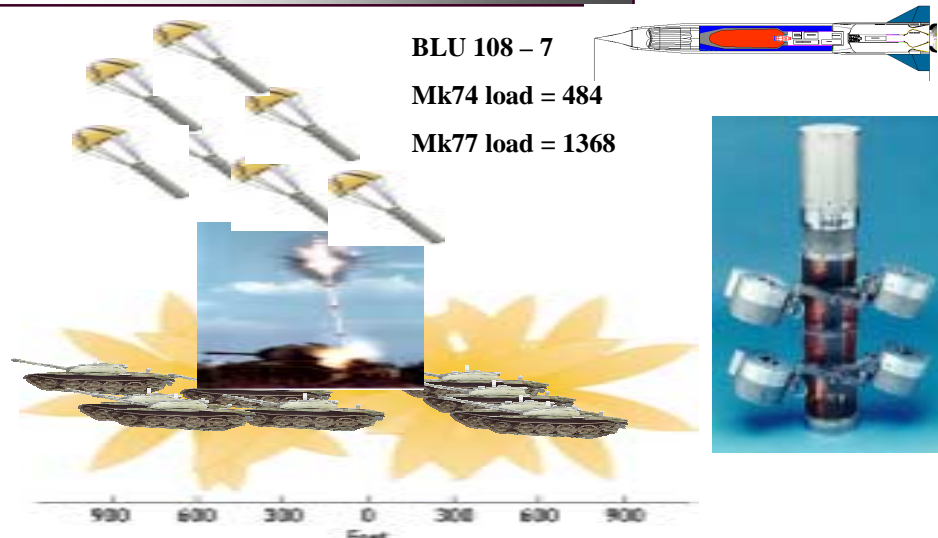 BLU 108 – 7
Mk74 load = 484
Mk77 load = 1368
900 600 300 0 300 600 900
Feet